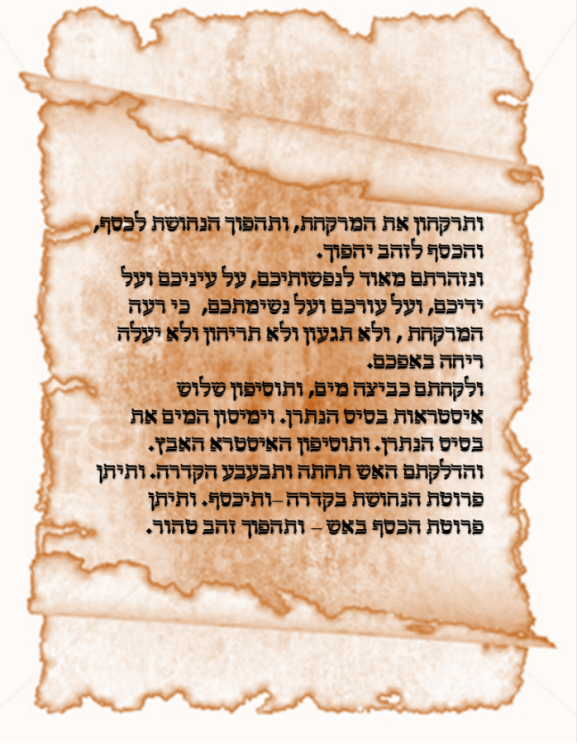 ותרקחון את המרקחת, ותהפוך הנחושת לכסף,
והכסף לזהב יהפוך.
ונזהרתם מאוד לנפשותיכם, על עיניכם ועל
ידיכם, ועל עורכם ועל נשימתכם, כי רעה
המרקחת , ולא תגעון ולא תריחון ולא יעלה
ריחה באפכם.
ולקחתם כביצה מים, ותוסיפון שלוש
איסטראות בסיס הנתרן. וימיסון המים את
בסיס הנתרן. ותוסיפון האיסטרא האבץ.
והדלקתם האש תחתה ותבעבע הקדרה. ותיתן
פרוטת הנחושת בקדרה –ותיכסף. ותיתן
פרוטת הכסף באש – ותהפוך זהב טהור.